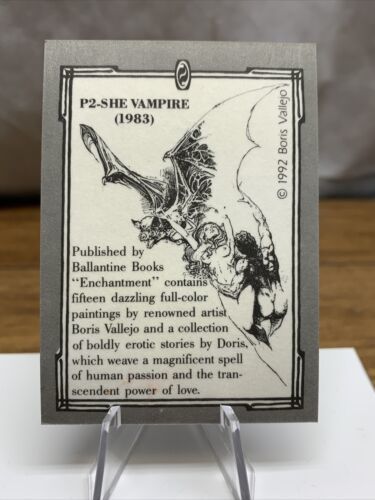 P2-SHE VAMPIRE
(1983)
© 1992 Boris Vallejo
Published by
Ballantine Books
“Enchantment” contains
fifteen dazzling full-color
paintings by renowned artist
Boris Vallejo and a collection
of boldly erotic stories by Doris,
which weave a magnificent spell
of human passion and the tran-
scendent power of love.